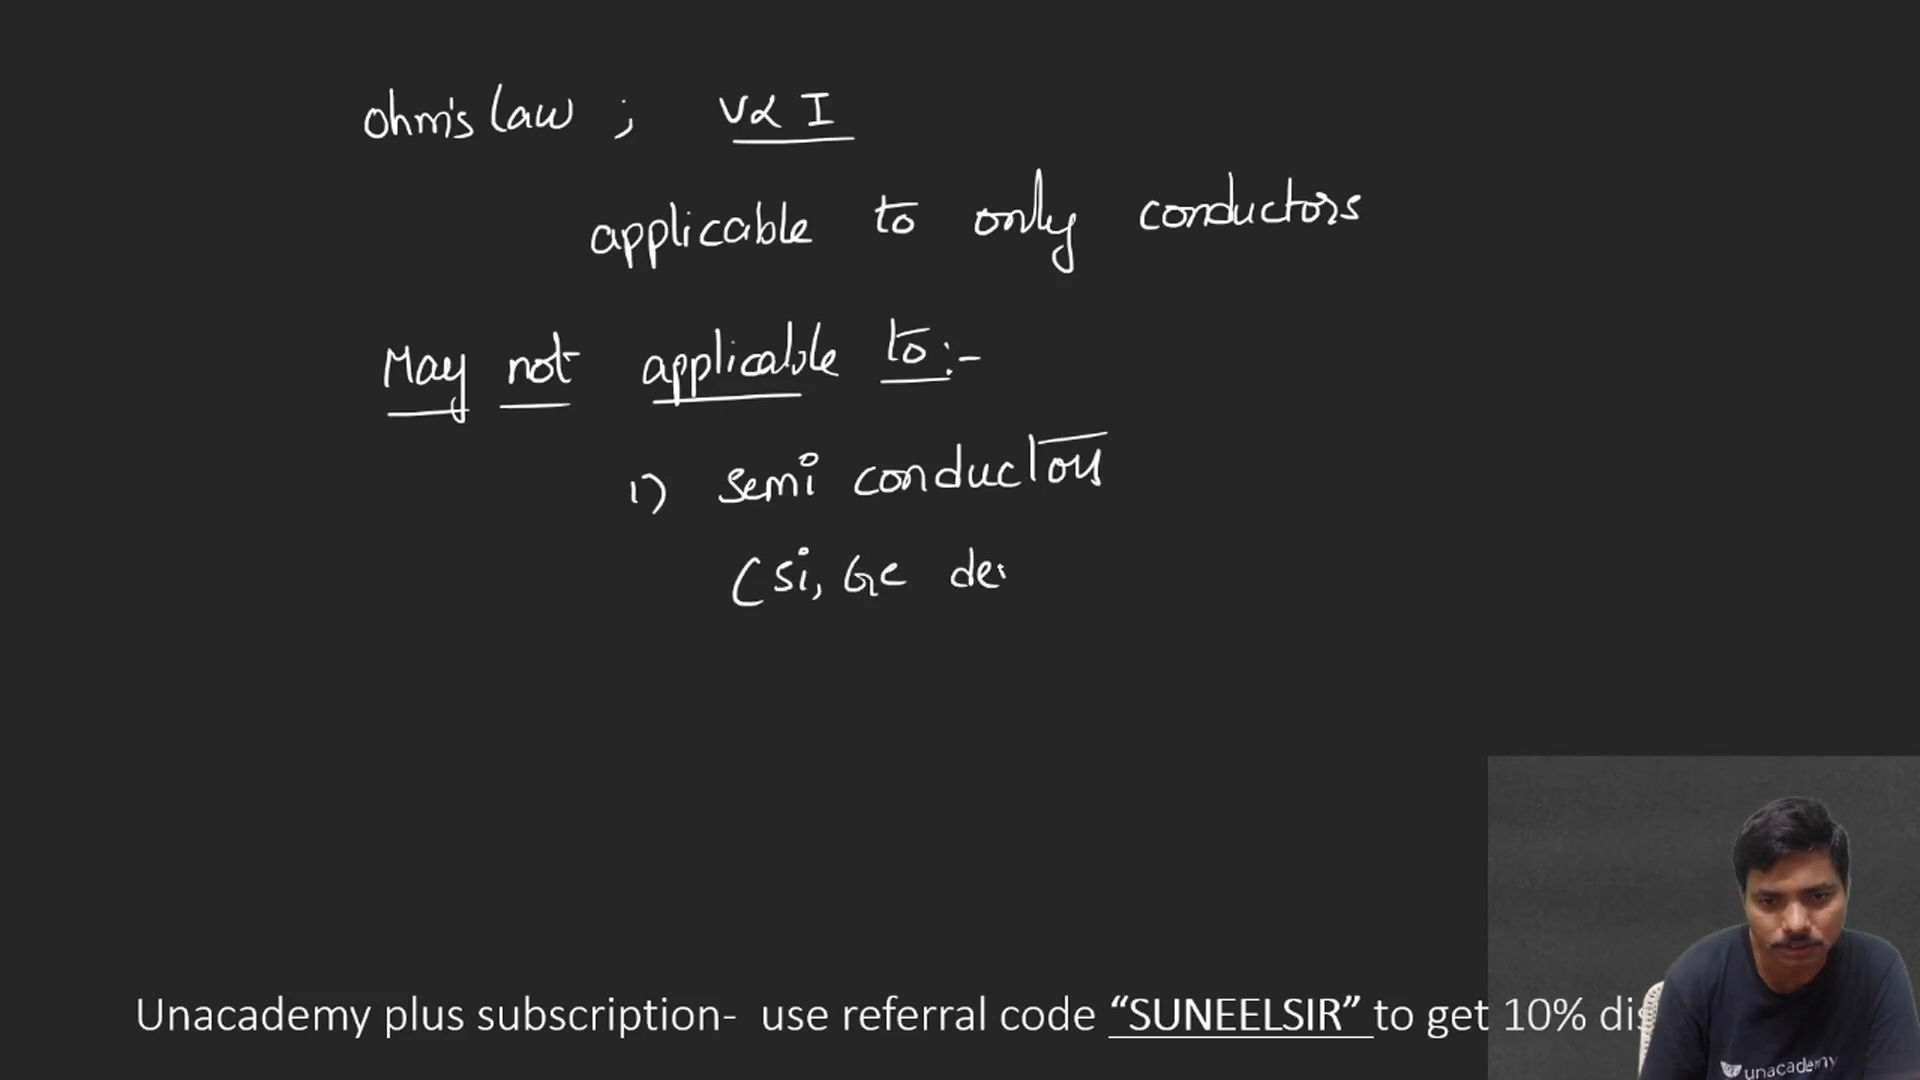 ohm's law ; V∝ I
applicable to only conductors
May not applicable to:-
1) semi conductors
(Si, Ge de
Unacademy plus subscription- use referral code “SUNEELSIR” to get 10% dis
unacademy